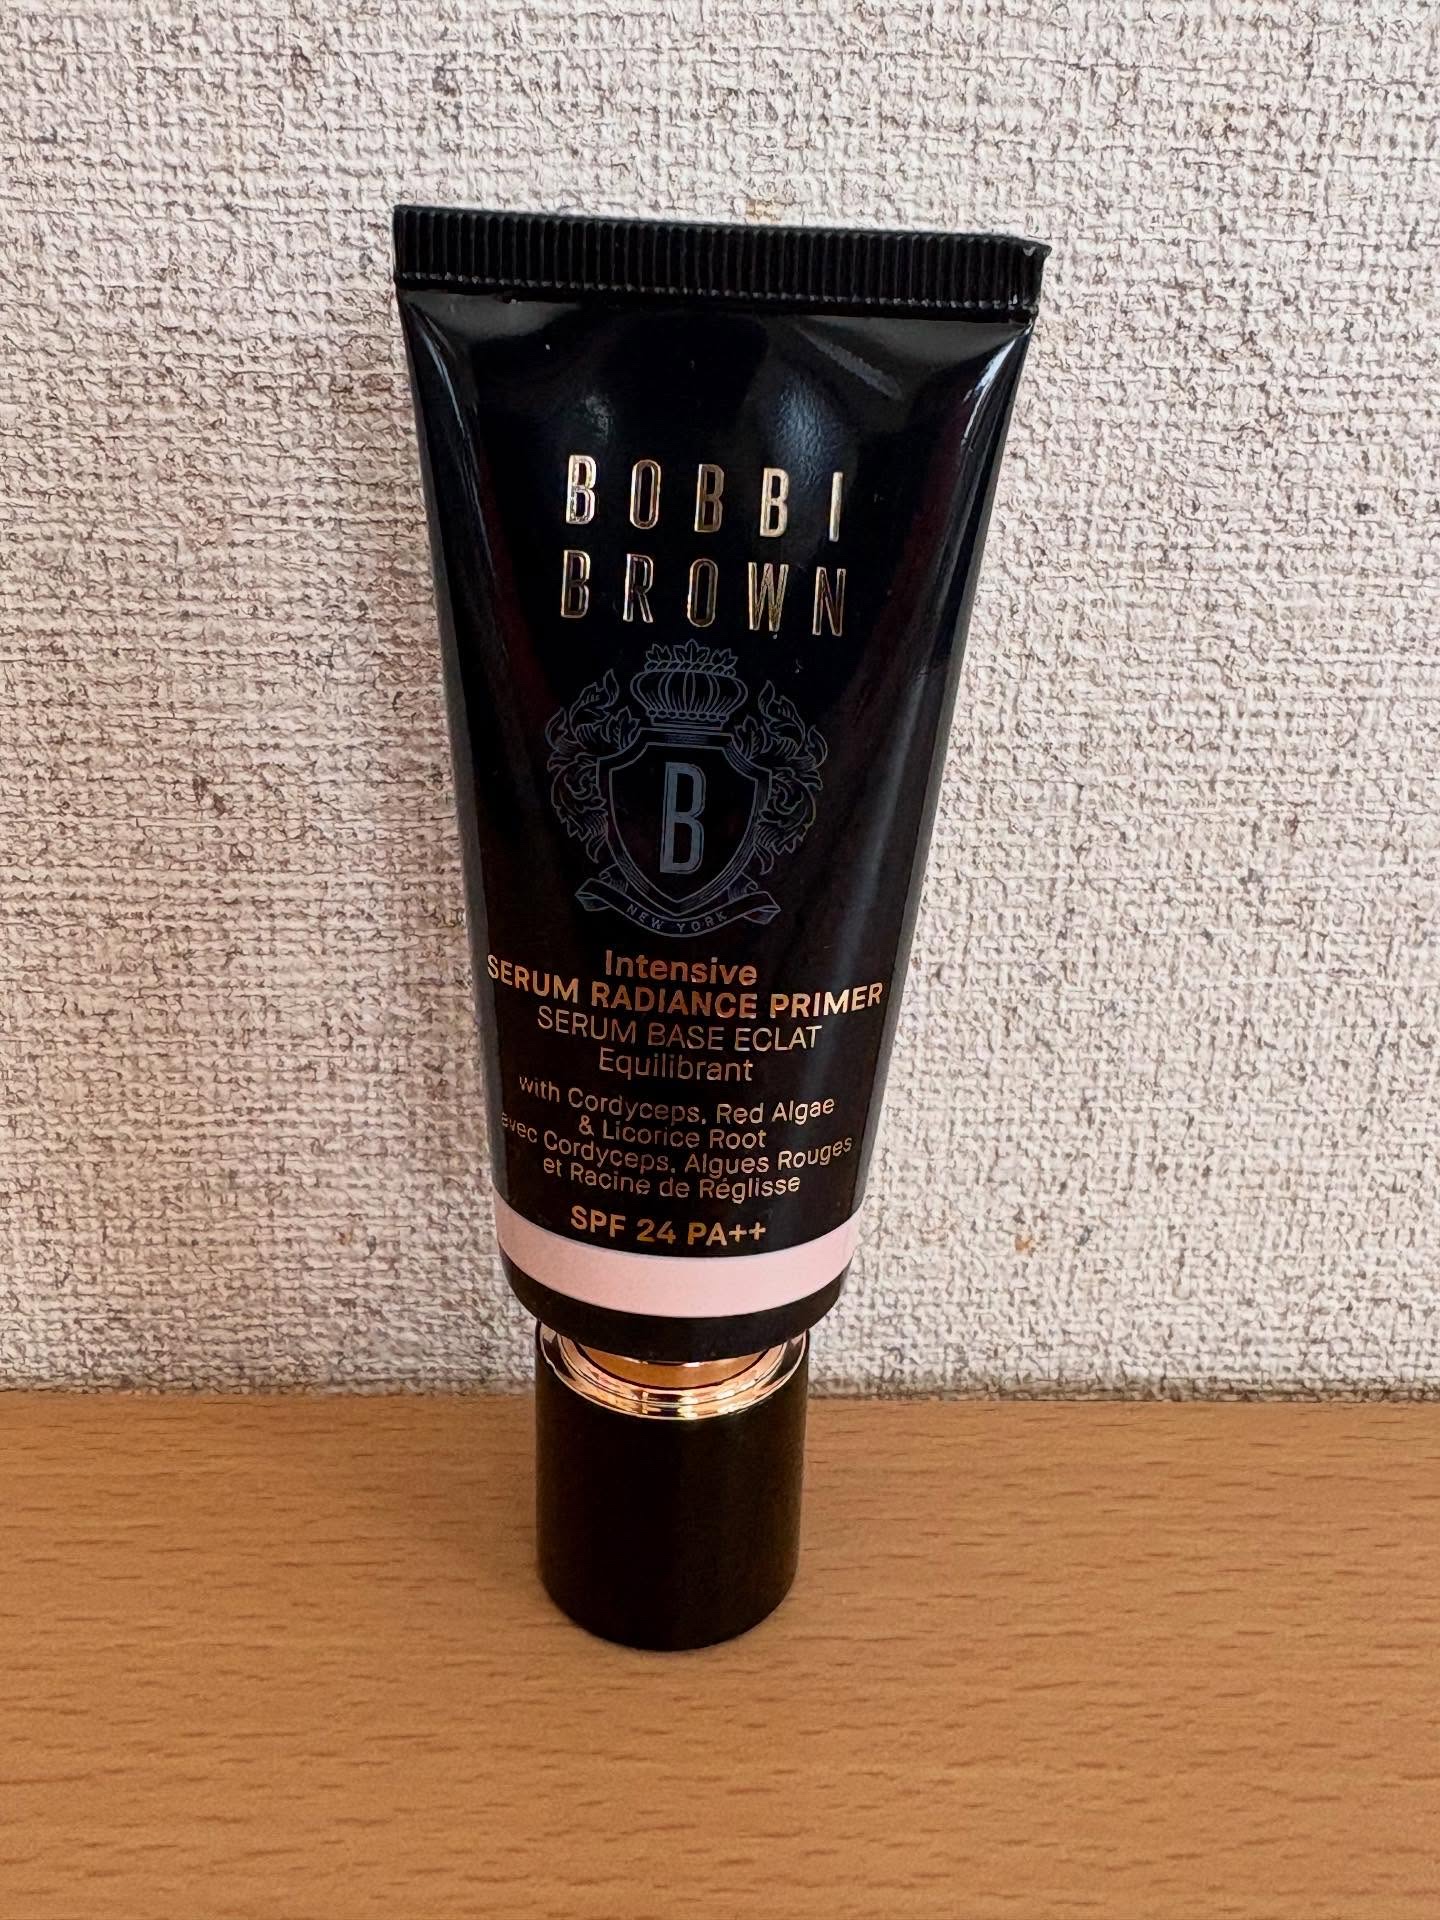 BOBBI
BROWN
B
NEW YORK
Intensive
SERUM RADIANCE PRIMER
SERUM BASE ECLAT
Equilibrant
with Cordyceps, Red Algae
& Licorice Root
avec Cordyceps, Algues Rouges
et Racine de Réglisse
SPF 24 PA++